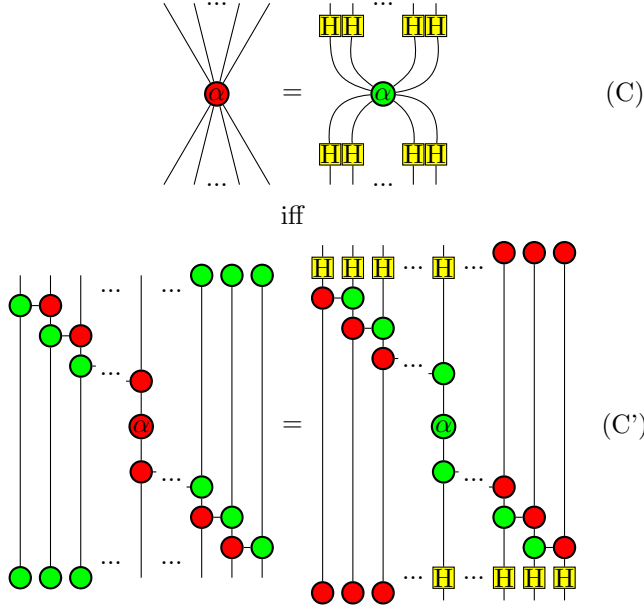 ... ...
H H H H
α = α (C)
H H H H
... ...
iff
H H H ... H ...
... ...
... ...
α = α (C')
... ...
... ... ... H ... H H H